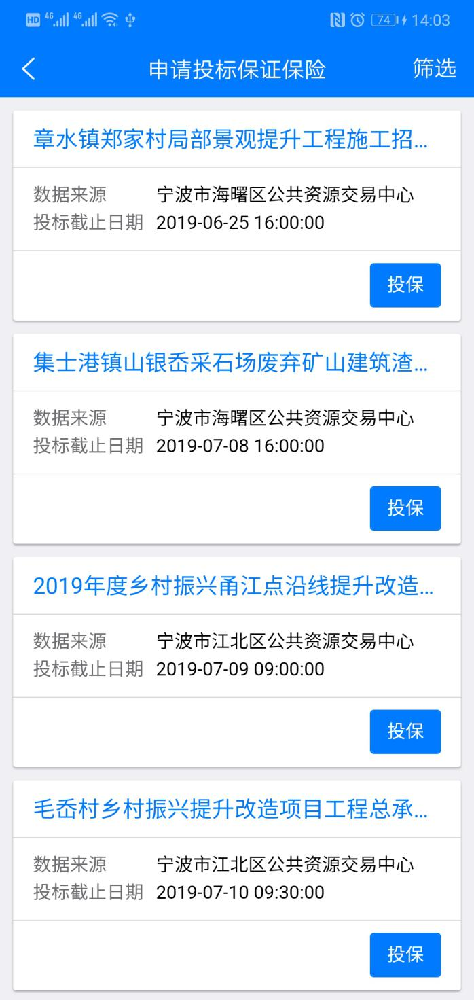 HD 4G 4G 74 14:03
申请投标保证保险 筛选
章水镇郑家村局部景观提升工程施工招...
数据来源 宁波市海曙区公共资源交易中心
投标截止日期 2019-06-25 16:00:00
投保
集士港镇山银岙采石场废弃矿山建筑渣...
数据来源 宁波市海曙区公共资源交易中心
投标截止日期 2019-07-08 16:00:00
投保
2019年度乡村振兴甬江点沿线提升改造...
数据来源 宁波市江北区公共资源交易中心
投标截止日期 2019-07-09 09:00:00
投保
毛岙村乡村振兴提升改造项目工程总承...
数据来源 宁波市江北区公共资源交易中心
投标截止日期 2019-07-10 09:30:00
投保